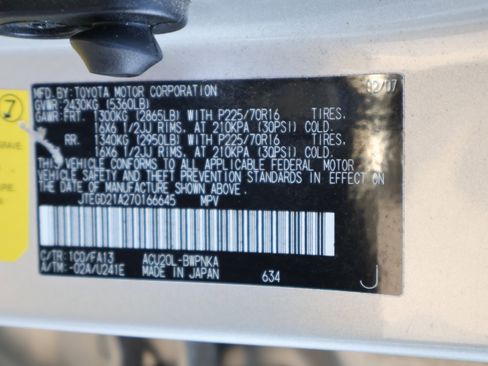 MFD.BY:TOYOTA MOTOR CORPORATION 02/07
GVWR:2430KG (5360LB)
GAWR:FRT. 1300KG (2865LB) WITH P225/70R16 TIRES.
16X6 1/2JJ RIMS. AT 210KPA (30PSI) COLD.
RR. 1340KG (2950LB) WITH P225/70R16 TIRES.
16X6 1/2JJ RIMS. AT 210KPA (30PSI) COLD.
THIS VEHICLE CONFORMS TO ALL APPLICABLE FEDERAL MOTOR
VEHICLE SAFETY AND THEFT PREVENTION STANDARDS IN EFFECT ON
THE DATE OF MANUFACTURE SHOWN ABOVE.
JTEGD21A270166645 MPV
C/TR:1C0/FA13 ACU20L-BWPNKA
A/TM:-02A/U241E MADE IN JAPAN 634
J
7
GRAVE,